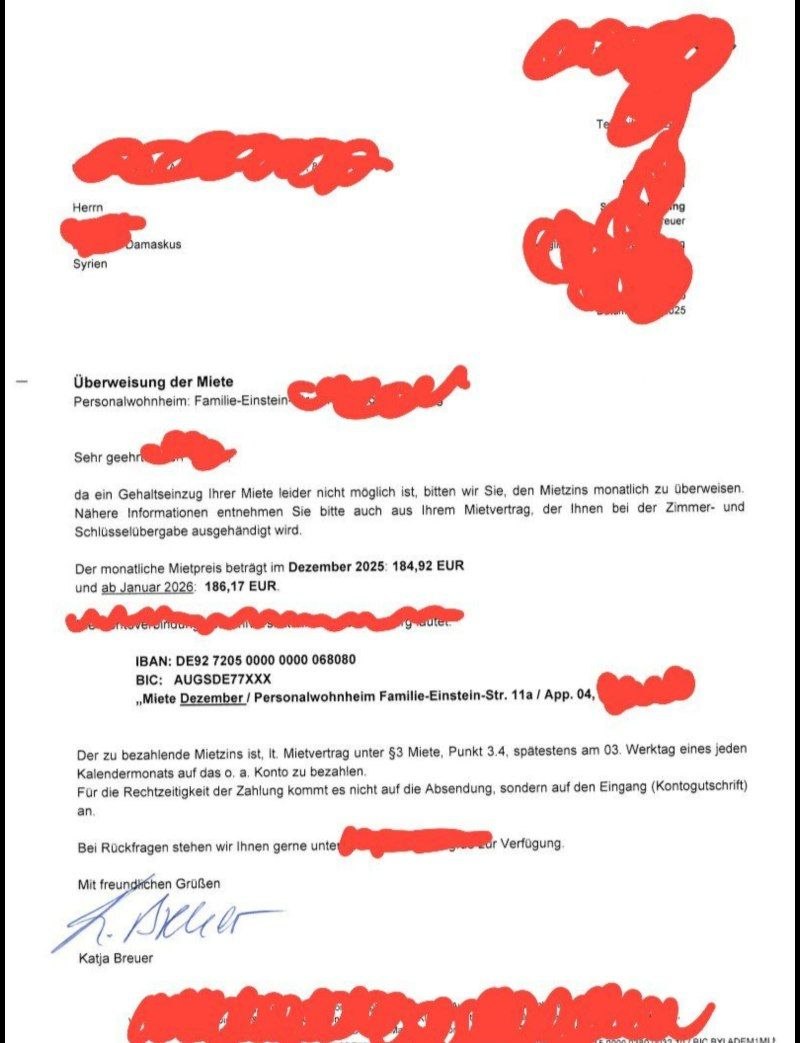 Te
Herrn
Damaskus
Syrien
ng
euer
025
Überweisung der Miete
Personalwohnheim: Familie-Einstein-
Sehr geehr
da ein Gehaltseinzug Ihrer Miete leider nicht möglich ist, bitten wir Sie, den Mietzins monatlich zu überweisen.
Nähere Informationen entnehmen Sie bitte auch aus Ihrem Mietvertrag, der Ihnen bei der Zimmer- und
Schlüsselübergabe ausgehändigt wird.
Der monatliche Mietpreis beträgt im Dezember 2025: 184,92 EUR
und ab Januar 2026: 186,17 EUR.
lautet:
IBAN: DE92 7205 0000 0000 068080
BIC: AUGSDE77XXX
„Miete Dezember / Personalwohnheim Familie-Einstein-Str. 11a / App. 04,
Der zu bezahlende Mietzins ist, lt. Mietvertrag unter §3 Miete, Punkt 3.4, spätestens am 03. Werktag eines jeden
Kalendermonats auf das o. a. Konto zu bezahlen.
Für die Rechtzeitigkeit der Zahlung kommt es nicht auf die Absendung, sondern auf den Eingang (Kontogutschrift)
an.
Bei Rückfragen stehen wir Ihnen gerne unter zur Verfügung.
Mit freundlichen Grüßen
K. Breuer
Katja Breuer
BIC BYLADEM1MLI